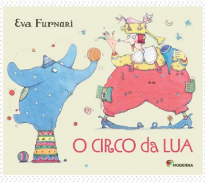 Eva Furnari
O CIRCO da LUA
MODERNA